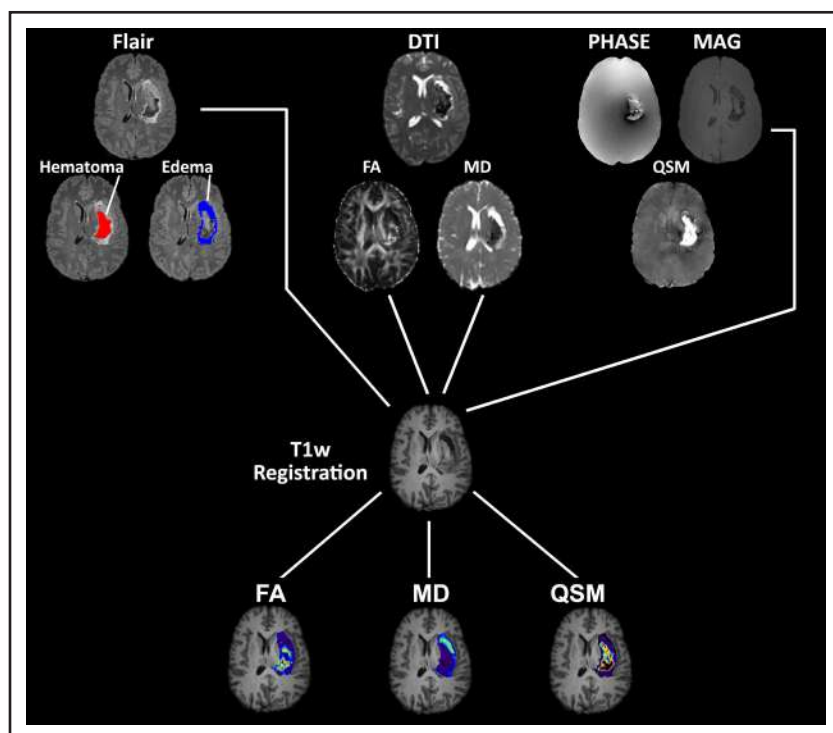 Flair
DTI
PHASE MAG
Hematoma Edema
FA MD
QSM
T1w
Registration
FA MD QSM